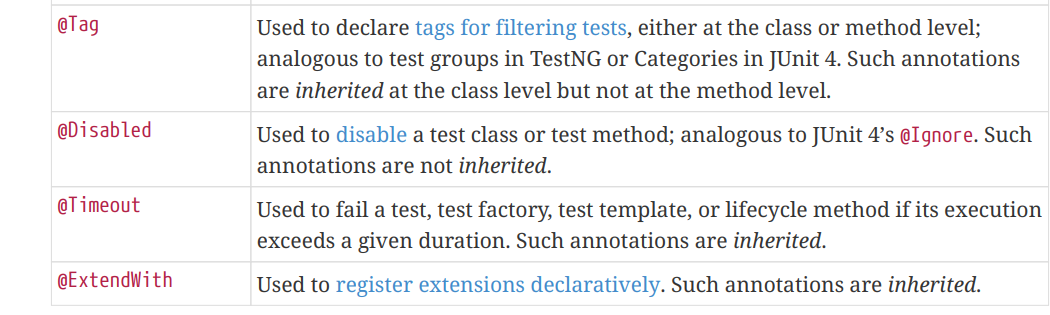 @Tag
Used to declare tags for filtering tests, either at the class or method level;
analogous to test groups in TestNG or Categories in JUnit 4. Such annotations
are inherited at the class level but not at the method level.
@Disabled
Used to disable a test class or test method; analogous to JUnit 4’s @Ignore. Such
annotations are not inherited.
@Timeout
Used to fail a test, test factory, test template, or lifecycle method if its execution
exceeds a given duration. Such annotations are inherited.
@ExtendWith
Used to register extensions declaratively. Such annotations are inherited.